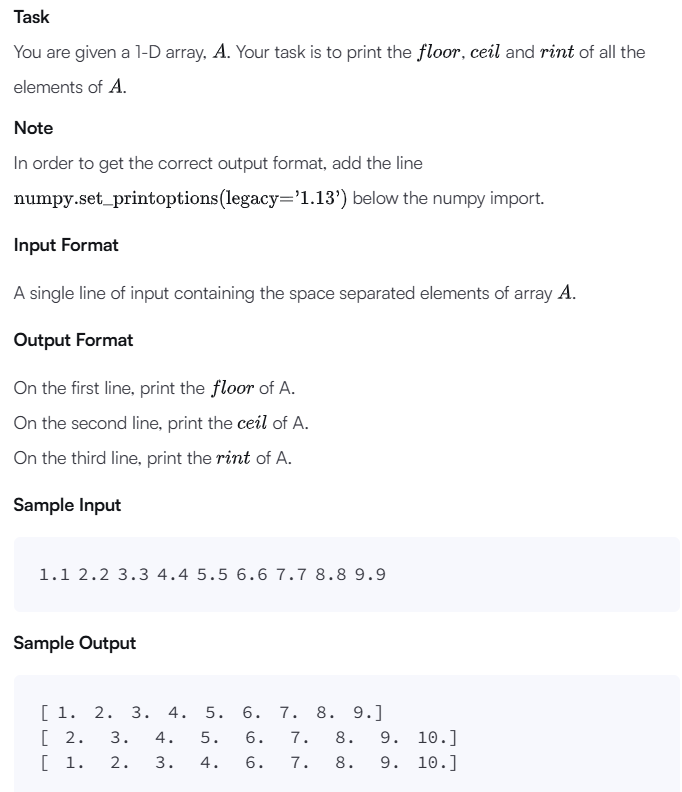 Task
You are given a 1-D array, A. Your task is to print the floor, ceil and rint of all the
elements of A.
Note
In order to get the correct output format, add the line
numpy.set_printoptions(legacy=’1.13’) below the numpy import.
Input Format
A single line of input containing the space separated elements of array A.
Output Format
On the first line, print the floor of A.
On the second line, print the ceil of A.
On the third line, print the rint of A.
Sample Input
1.1 2.2 3.3 4.4 5.5 6.6 7.7 8.8 9.9
Sample Output
[ 1.  2.  3.  4.  5.  6.  7.  8.  9.]
[  2.   3.   4.   5.   6.   7.   8.   9.  10.]
[  1.   2.   3.   4.   6.   7.   8.   9.  10.]